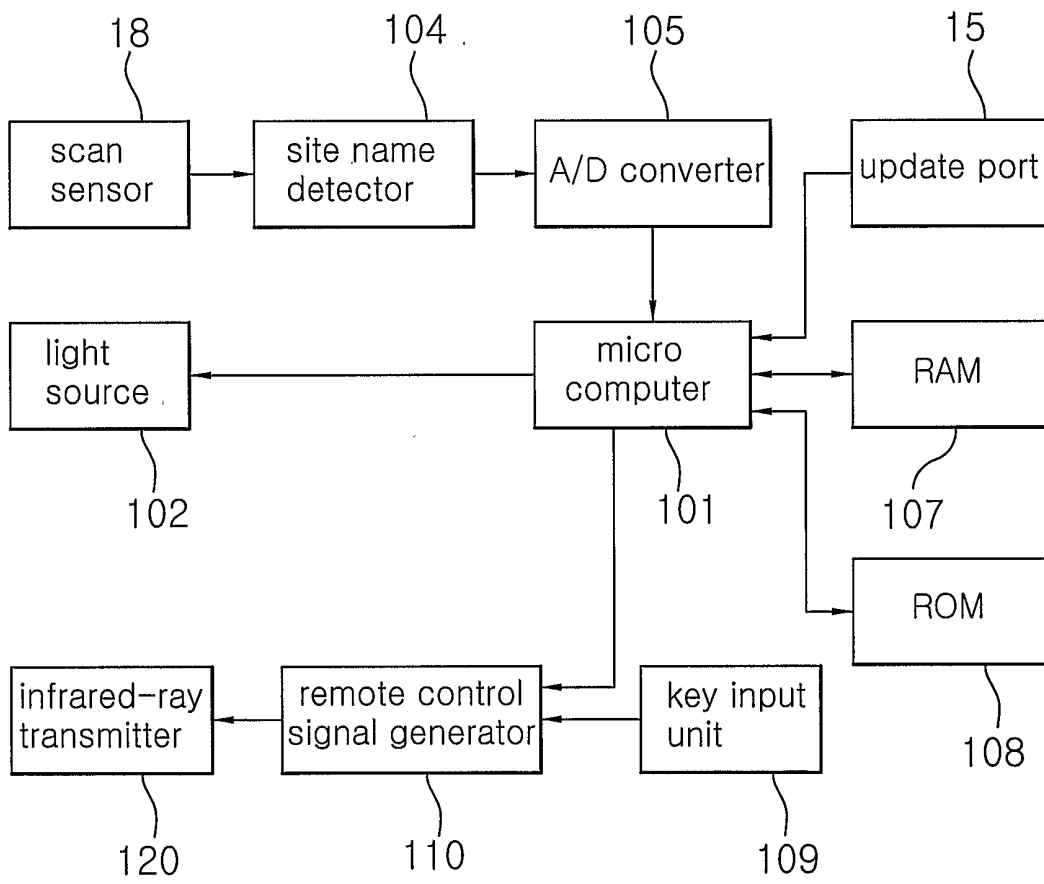 18
104
105
15
scan
sensor
site name
detector
A/D converter
update port
light
source
micro
computer
RAM
102
101
107
ROM
infrared-ray
transmitter
remote control
signal generator
key input
unit
108
120
110
109